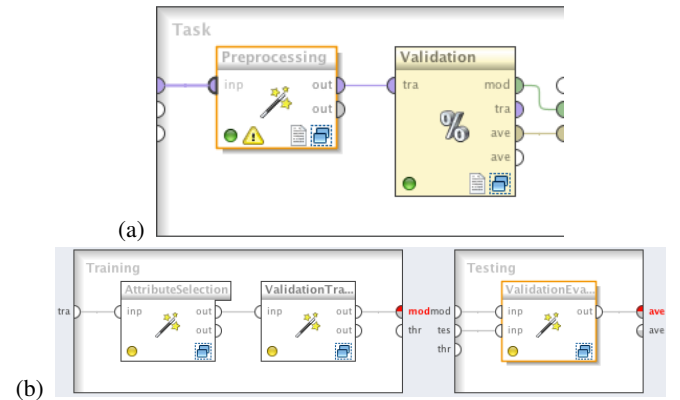 Task
Preprocessing
Validation
inp
out
out
tra
mod
tra
ave
ave
%
(a)
Training
AttributeSelection
ValidationTra...
tra
inp
out
out
inp
out
out
mod
thr
Testing
ValidationEva...
mod
tes
thr
inp
inp
out
ave
ave
(b)